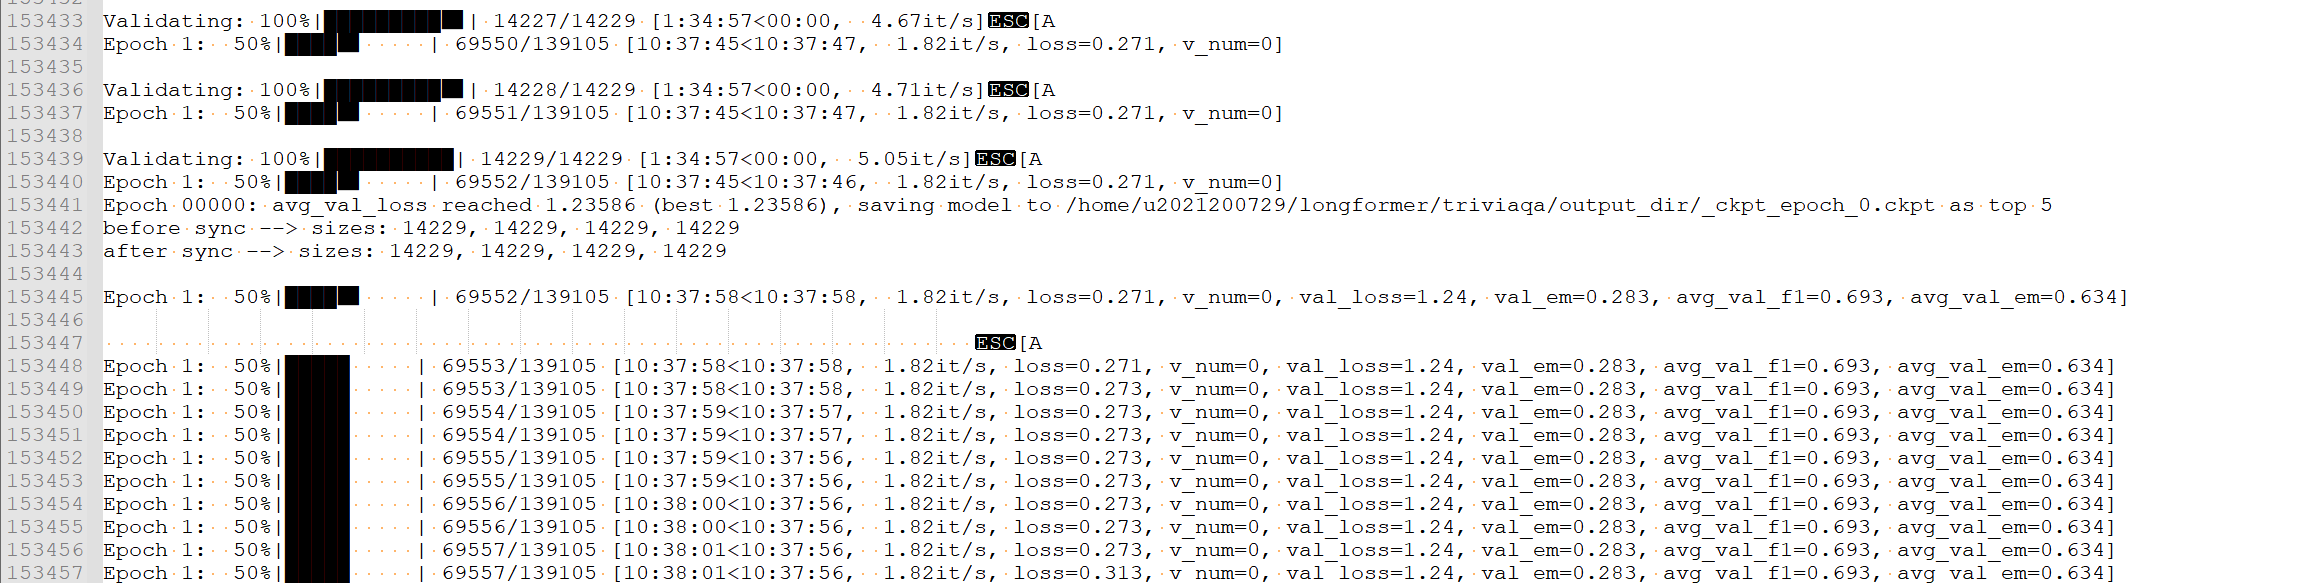 153433 Validating: 100%|██████████| 14227/14229 [1:34:57<00:00, 4.67it/s]ESC[A
153434 Epoch 1: 50%|█████ | 69550/139105 [10:37:45<10:37:47, 1.82it/s, loss=0.271, v_num=0]
153435
153436 Validating: 100%|██████████| 14228/14229 [1:34:57<00:00, 4.71it/s]ESC[A
153437 Epoch 1: 50%|█████ | 69551/139105 [10:37:45<10:37:47, 1.82it/s, loss=0.271, v_num=0]
153438
153439 Validating: 100%|██████████| 14229/14229 [1:34:57<00:00, 5.05it/s]ESC[A
153440 Epoch 1: 50%|█████ | 69552/139105 [10:37:45<10:37:46, 1.82it/s, loss=0.271, v_num=0]
153441 Epoch 00000: avg_val_loss reached 1.23586 (best 1.23586), saving model to /home/u2021200729/longformer/triviaqa/output_dir/_ckpt_epoch_0.ckpt as top 5
153442 before sync --> sizes: 14229, 14229, 14229, 14229
153443 after sync --> sizes: 14229, 14229, 14229, 14229
153444
153445 Epoch 1: 50%|█████ | 69552/139105 [10:37:58<10:37:58, 1.82it/s, loss=0.271, v_num=0, val_loss=1.24, val_em=0.283, avg_val_f1=0.693, avg_val_em=0.634]
153446
153447 ESC[A
153448 Epoch 1: 50%|█████ | 69553/139105 [10:37:58<10:37:58, 1.82it/s, loss=0.271, v_num=0, val_loss=1.24, val_em=0.283, avg_val_f1=0.693, avg_val_em=0.634]
153449 Epoch 1: 50%|█████ | 69553/139105 [10:37:58<10:37:58, 1.82it/s, loss=0.273, v_num=0, val_loss=1.24, val_em=0.283, avg_val_f1=0.693, avg_val_em=0.634]
153450 Epoch 1: 50%|█████ | 69554/139105 [10:37:59<10:37:57, 1.82it/s, loss=0.273, v_num=0, val_loss=1.24, val_em=0.283, avg_val_f1=0.693, avg_val_em=0.634]
153451 Epoch 1: 50%|█████ | 69554/139105 [10:37:59<10:37:57, 1.82it/s, loss=0.273, v_num=0, val_loss=1.24, val_em=0.283, avg_val_f1=0.693, avg_val_em=0.634]
153452 Epoch 1: 50%|█████ | 69555/139105 [10:37:59<10:37:56, 1.82it/s, loss=0.273, v_num=0, val_loss=1.24, val_em=0.283, avg_val_f1=0.693, avg_val_em=0.634]
153453 Epoch 1: 50%|█████ | 69555/139105 [10:37:59<10:37:56, 1.82it/s, loss=0.273, v_num=0, val_loss=1.24, val_em=0.283, avg_val_f1=0.693, avg_val_em=0.634]
153454 Epoch 1: 50%|█████ | 69556/139105 [10:38:00<10:37:56, 1.82it/s, loss=0.273, v_num=0, val_loss=1.24, val_em=0.283, avg_val_f1=0.693, avg_val_em=0.634]
153455 Epoch 1: 50%|█████ | 69556/139105 [10:38:00<10:37:56, 1.82it/s, loss=0.273, v_num=0, val_loss=1.24, val_em=0.283, avg_val_f1=0.693, avg_val_em=0.634]
153456 Epoch 1: 50%|█████ | 69557/139105 [10:38:01<10:37:56, 1.82it/s, loss=0.273, v_num=0, val_loss=1.24, val_em=0.283, avg_val_f1=0.693, avg_val_em=0.634]
153457 Epoch 1: 50%|█████ | 69557/139105 [10:38:01<10:37:56, 1.82it/s, loss=0.313, v_num=0, val_loss=1.24, val_em=0.283, avg_val_f1=0.693, avg_val_em=0.634]